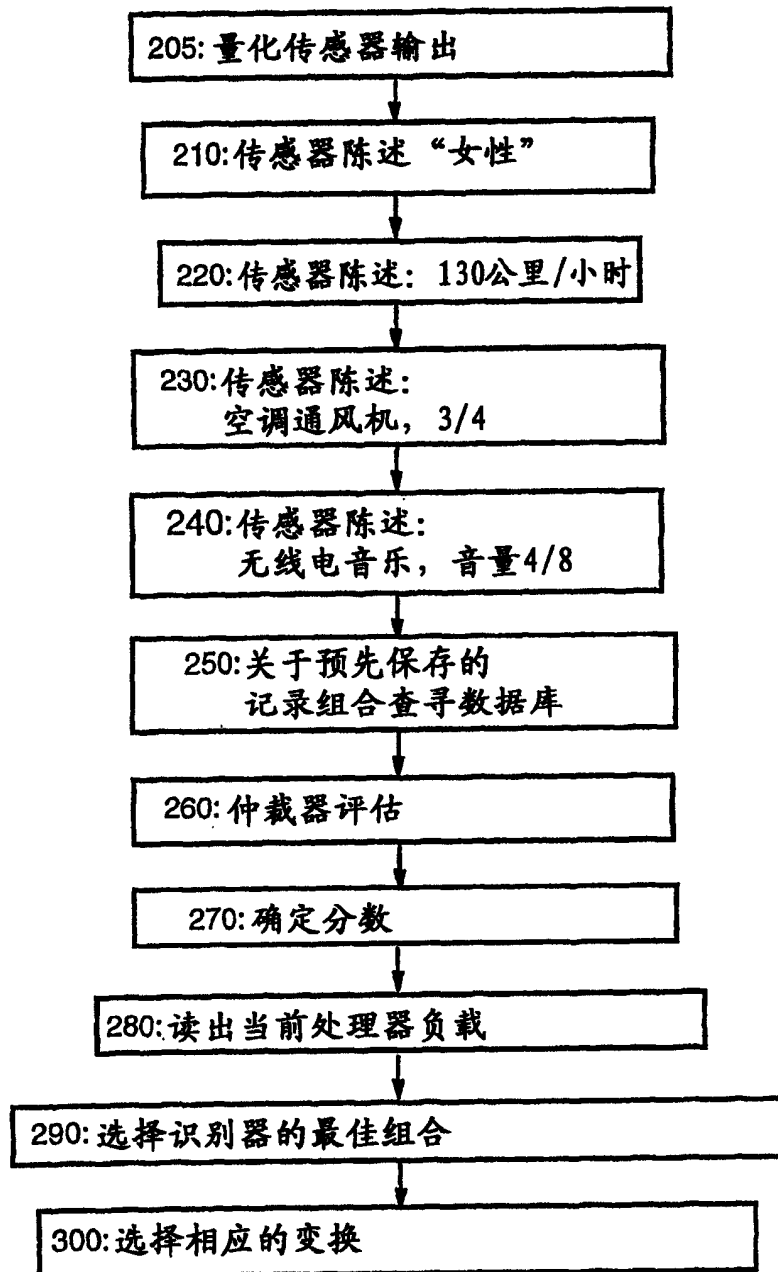 205:量化传感器输出
210:传感器陈述“女性”
220:传感器陈述：130公里/小时
230:传感器陈述：
空调通风机，3/4
240:传感器陈述：
无线电音乐，音量4/8
250:关于预先保存的
记录组合查寻数据库
260:仲裁器评估
270:确定分数
280:读出当前处理器负载
290:选择识别器的最佳组合
300:选择相应的变换